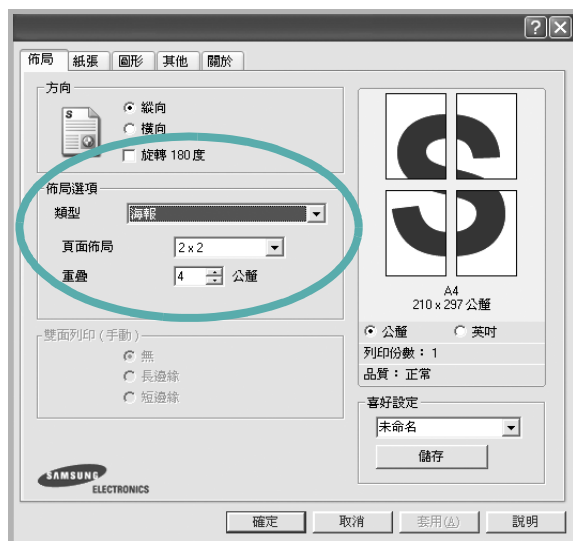 佈局 紙張 圖形 其他 關於
方向
S
縱向
橫向
旋轉 180 度
佈局選項
類型 海報
頁面佈局 2 x 2
重疊 4 公釐
雙面列印 ( 手動 )
無
長邊緣
短邊緣
SAMSUNG
ELECTRONICS
S
A4
210 x 297 公釐
公釐 英吋
列印份數： 1
品質： 正常
喜好設定
未命名
儲存
確定 取消 套用(A) 說明